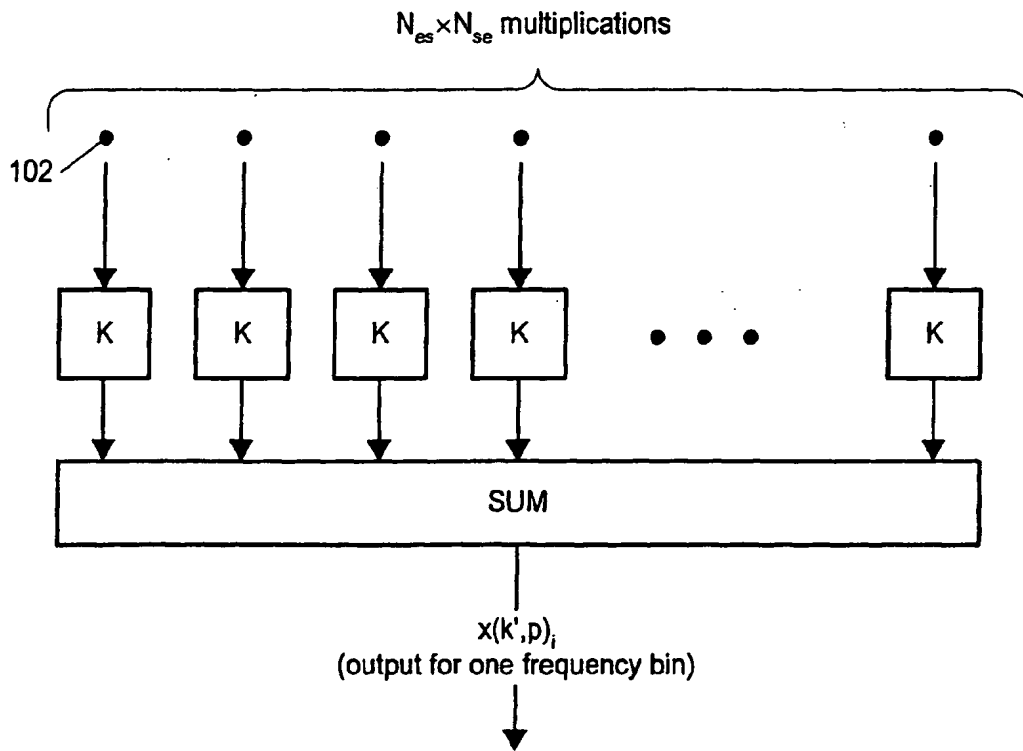 N_es×N_se multiplications
102
K K K K K
SUM
x(k',p)_i
(output for one frequency bin)